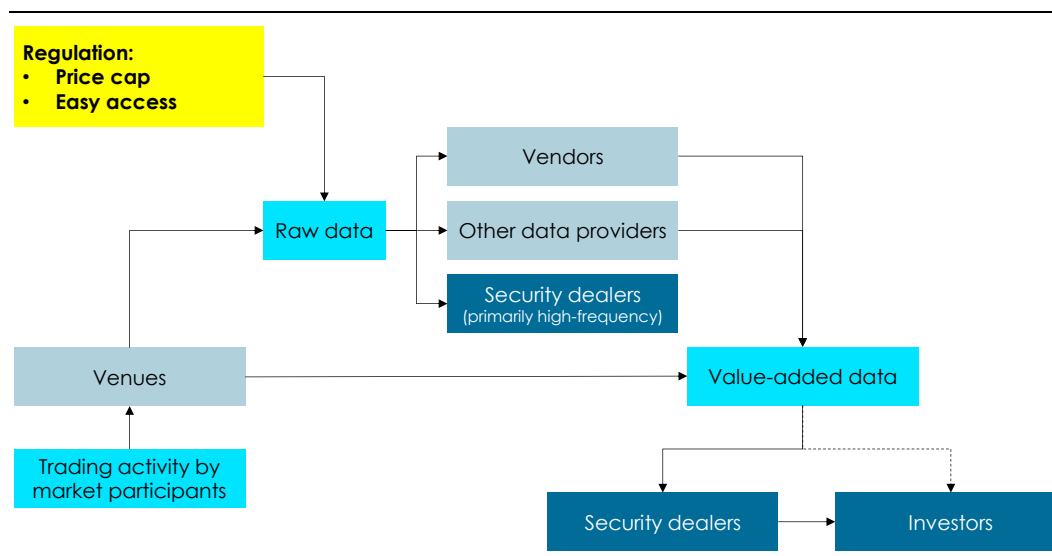 Regulation:
• Price cap
• Easy access
Vendors
Raw data
Other data providers
Security dealers
(primarily high-frequency)
Venues
Value-added data
Trading activity by
market participants
Security dealers
Investors